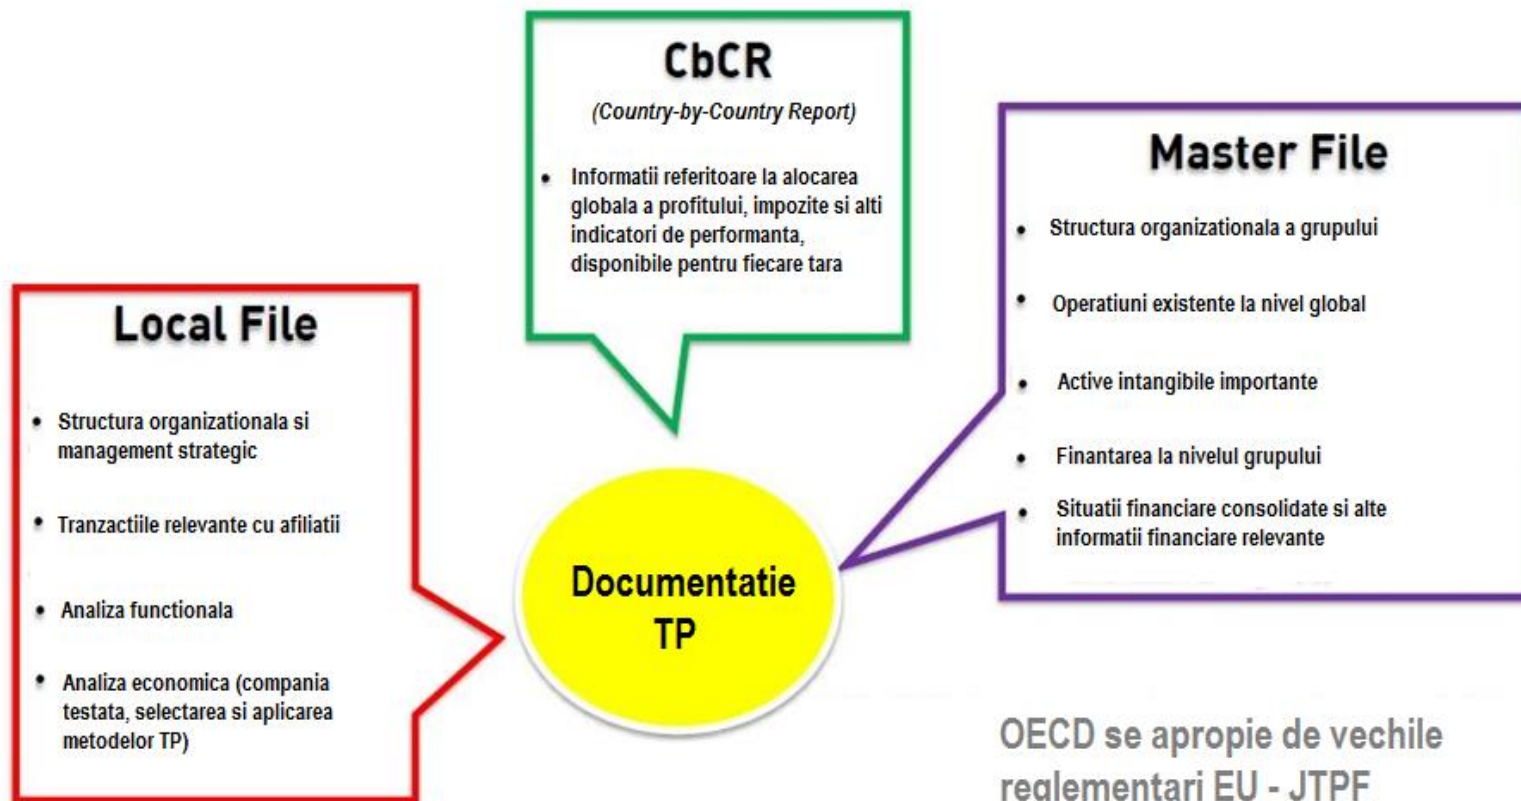 CbCR
(Country-by-Country Report)
• Informatii referitoare la alocarea
globala a profitului, impozite si alti
indicatori de performanta,
disponibile pentru fiecare tara
Master File
• Structura organizationala a grupului
• Operatiuni existente la nivel global
• Active intangibile importante
• Finantarea la nivelul grupului
• Situatii financiare consolidate si alte
informatii financiare relevante
Local File
• Structura organizationala si
management strategic
• Tranzactiile relevante cu afiliatii
• Analiza functionala
• Analiza economica (compania
testata, selectarea si aplicarea
metodelor TP)
Documentatie
TP
OECD se apropie de vechile
reglementari EU - JTPF